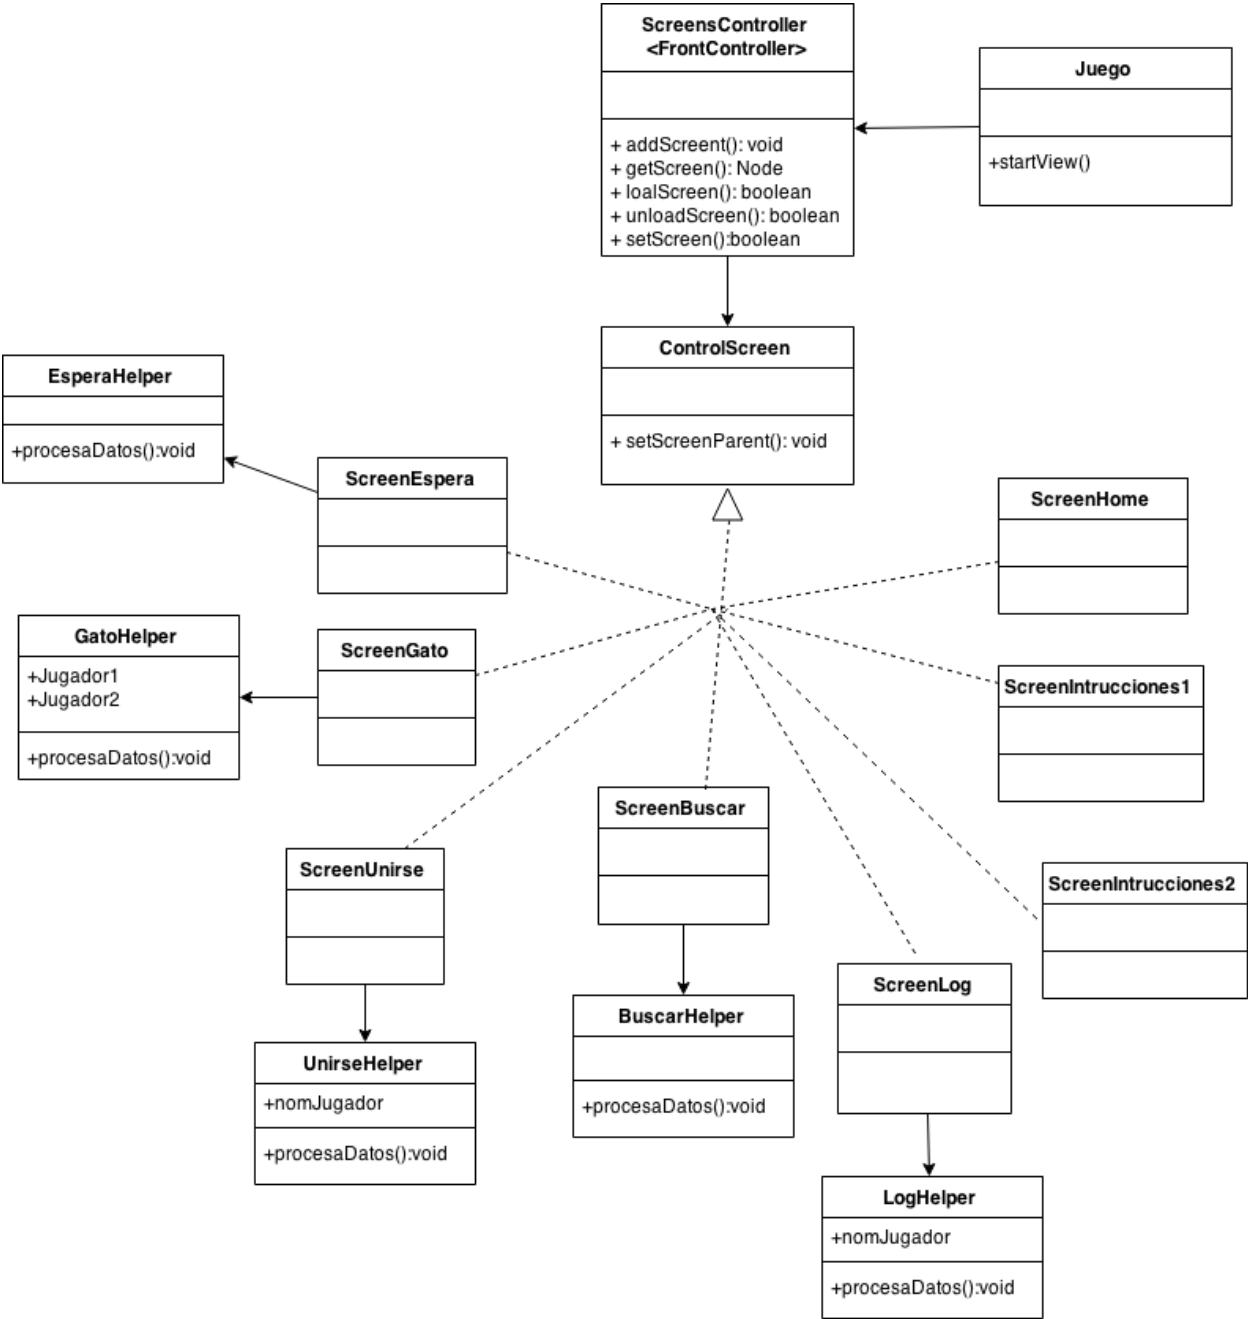 ScreensController
<FrontController>
+ addScreent(): void
+ getScreen(): Node
+ loalScreen(): boolean
+ unloadScreen(): boolean
+ setScreen():boolean
Juego
+startView()
ControlScreen
+ setScreenParent(): void
EsperaHelper
+procesaDatos():void
ScreenEspera
ScreenHome
GatoHelper
+Jugador1
+Jugador2
+procesaDatos():void
ScreenGato
ScreenIntrucciones1
ScreenBuscar
ScreenUnirse
ScreenIntrucciones2
ScreenLog
BuscarHelper
+procesaDatos():void
UnirseHelper
+nomJugador
+procesaDatos():void
LogHelper
+nomJugador
+procesaDatos():void